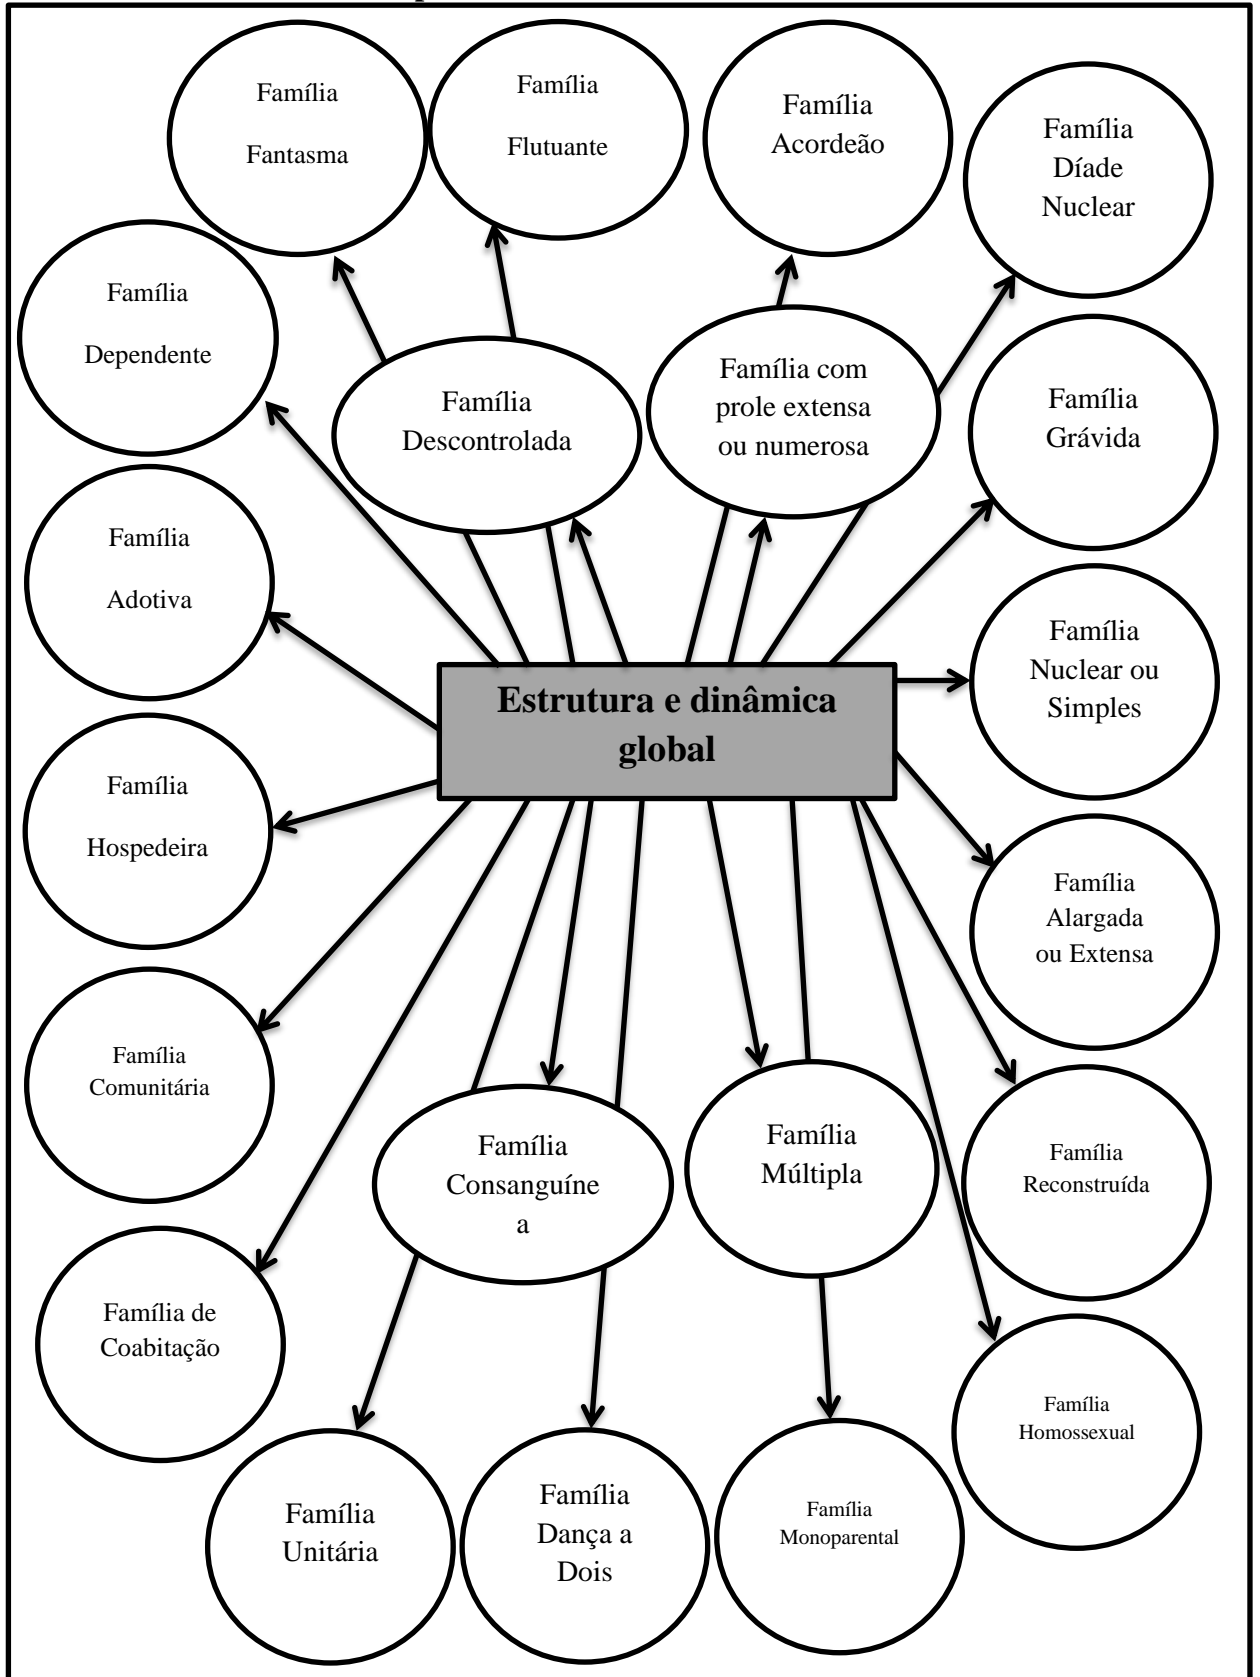 Família
Fantasma
Família
Flutuante
Família
Acordeão
Família
Díade
Nuclear
Família
Dependente
Família
Descontrolada
Família com
prole extensa
ou numerosa
Família
Grávida
Família
Adotiva
Família
Nuclear ou
Simples
Estrutura e dinâmica
global
Família
Hospedeira
Família
Alargada
ou Extensa
Família
Comunitária
Família
Consanguíne
a
Família
Múltipla
Família
Reconstruída
Família de
Coabitação
Família
Homossexual
Família
Unitária
Família
Dança a
Dois
Família
Monoparental